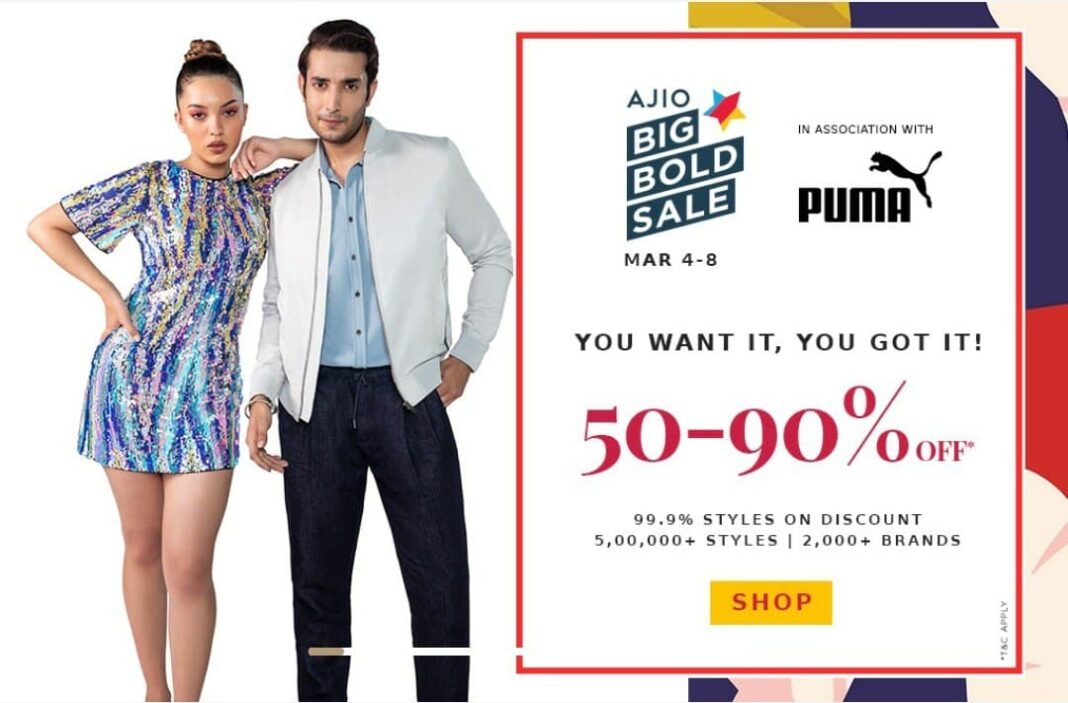 AJIO
BIG
BOLD
SALE
MAR 4-8
IN ASSOCIATION WITH
PUMA
YOU WANT IT, YOU GOT IT!
50-90% OFF*
99.9% STYLES ON DISCOUNT
5,00,000+ STYLES | 2,000+ BRANDS
SHOP
*T&C APPLY